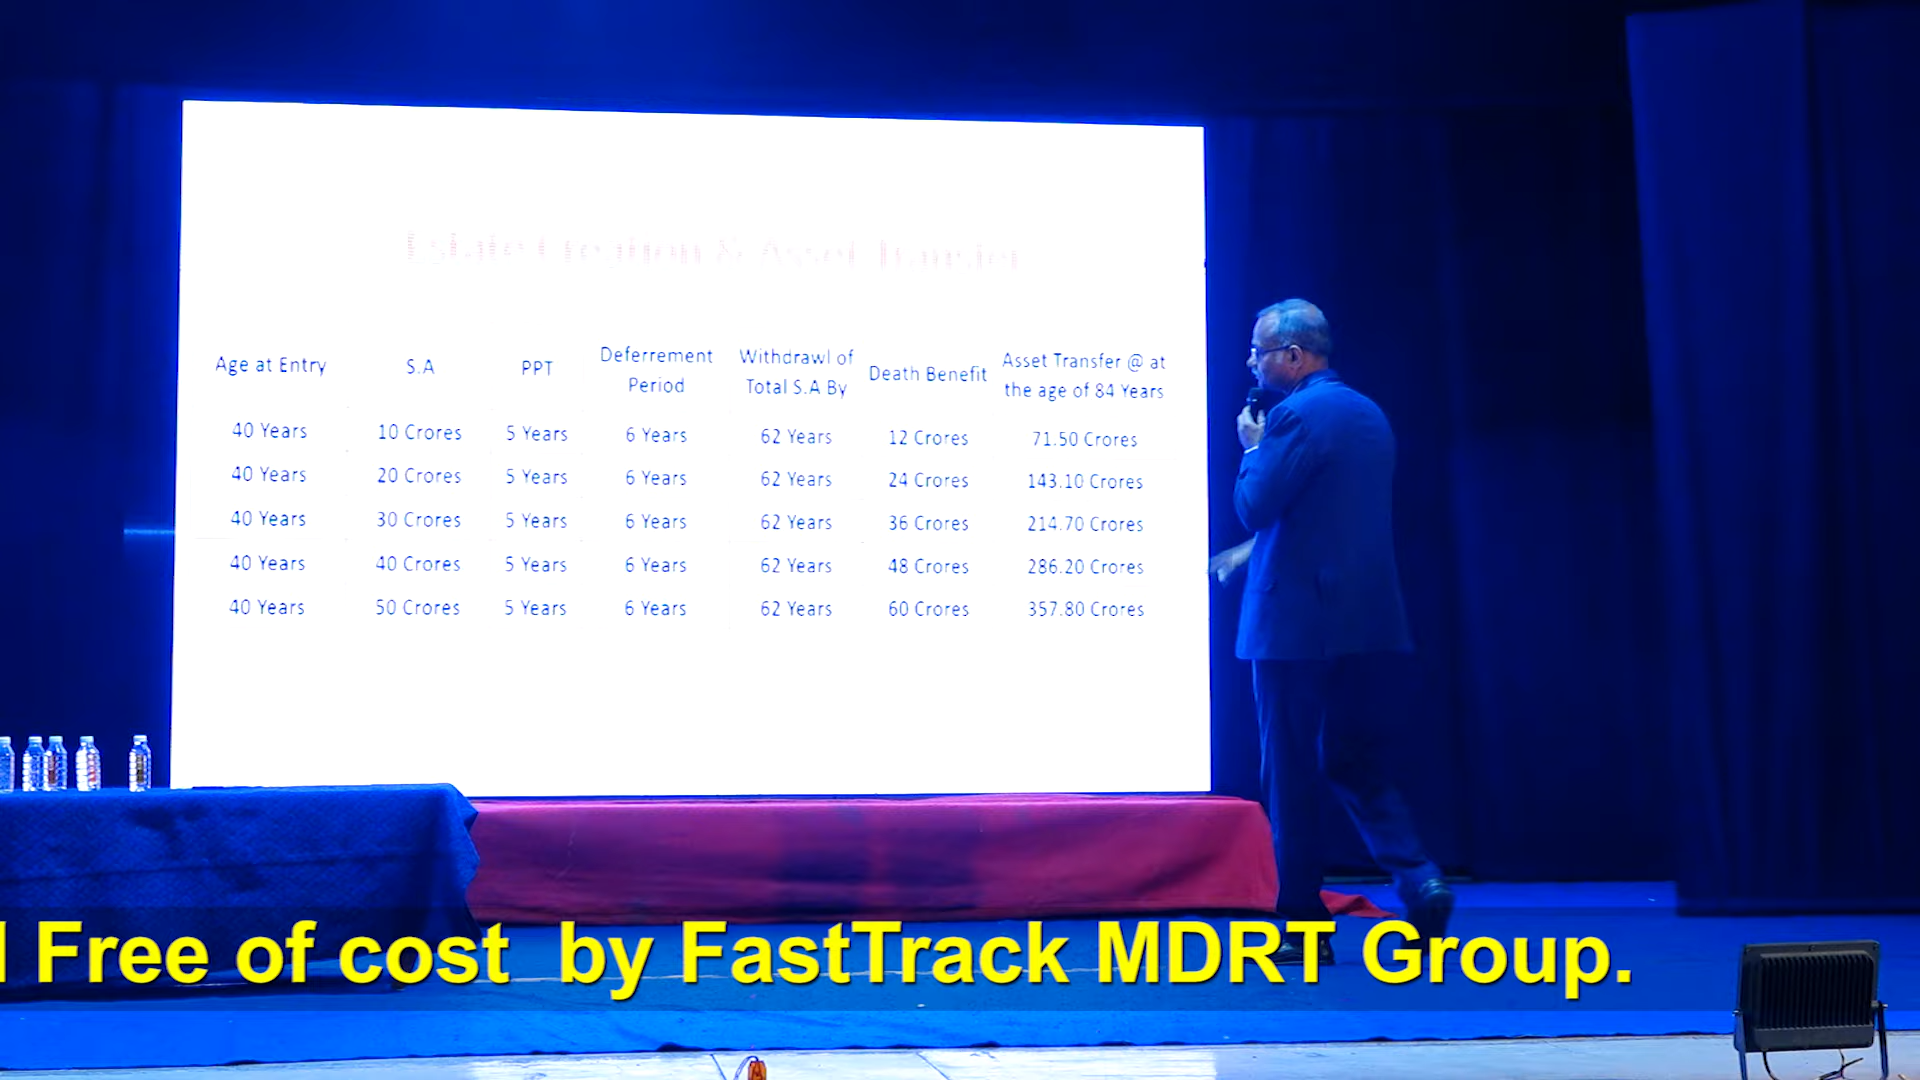 Estate Creation & Asset Transfer
Age at Entry S.A PPT Deferrement Period Withdrawl of Total S.A By Death Benefit Asset Transfer @ at the age of 84 Years
40 Years 10 Crores 5 Years 6 Years 62 Years 12 Crores 71.50 Crores
40 Years 20 Crores 5 Years 6 Years 62 Years 24 Crores 143.10 Crores
40 Years 30 Crores 5 Years 6 Years 62 Years 36 Crores 214.70 Crores
40 Years 40 Crores 5 Years 6 Years 62 Years 48 Crores 286.20 Crores
40 Years 50 Crores 5 Years 6 Years 62 Years 60 Crores 357.80 Crores
Free of cost by FastTrack MDRT Group.